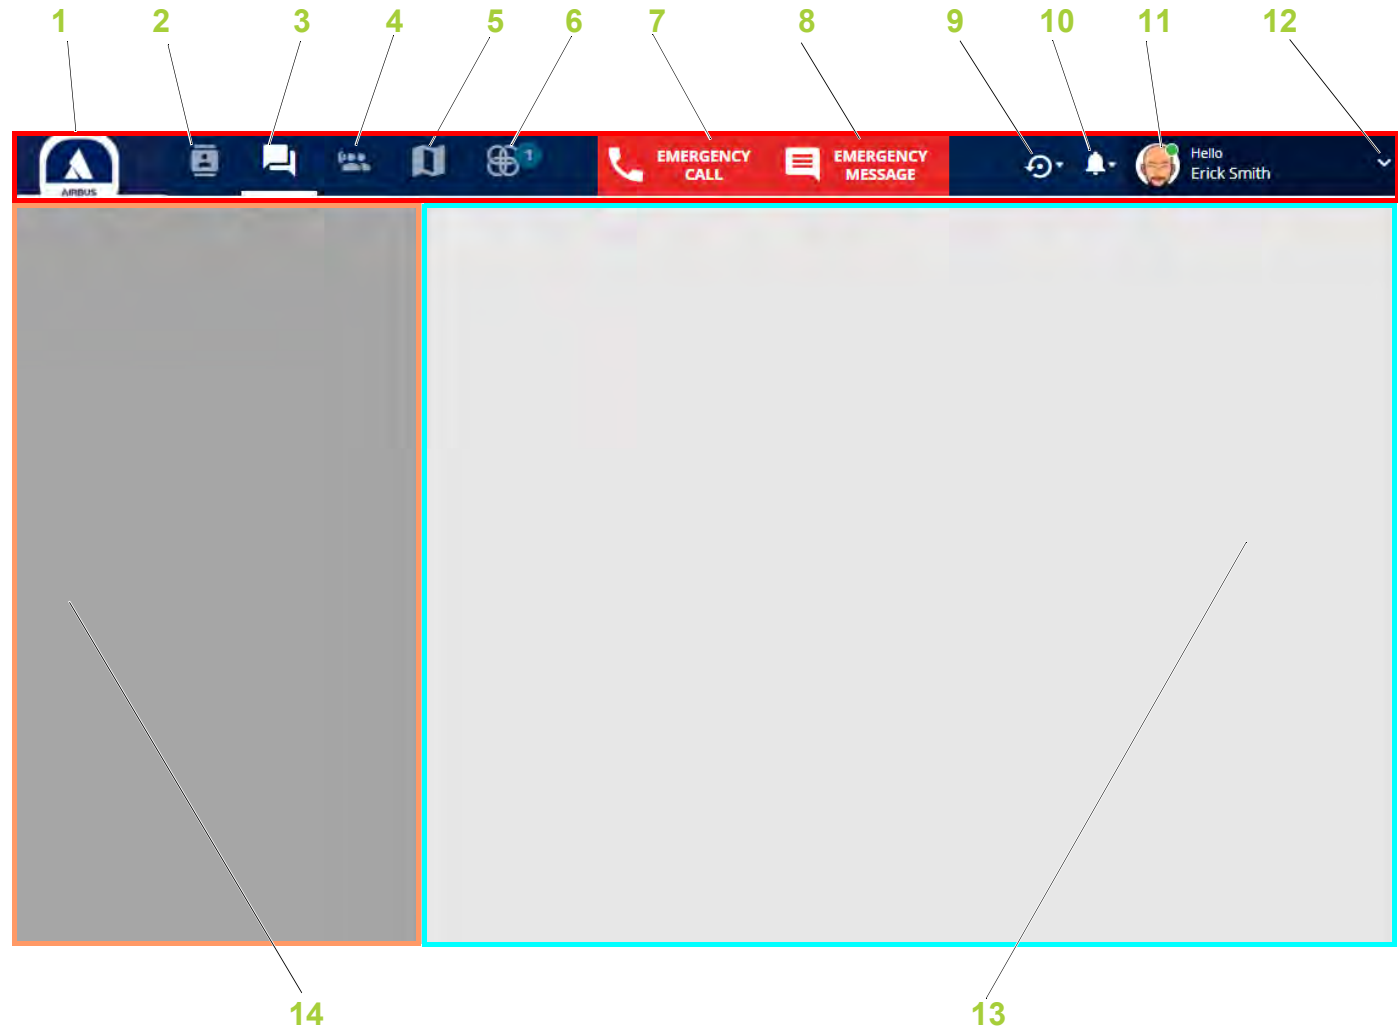 1 2 3 4 5 6 7 8 9 10 11 12
AIRBUS
1
EMERGENCY
CALL
EMERGENCY
MESSAGE
Hello
Erick Smith
14
13